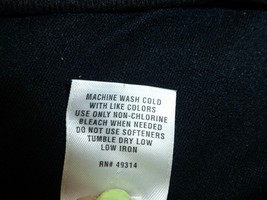 MACHINE WASH COLD
WITH LIKE COLORS
USE ONLY NON-CHLORINE
BLEACH WHEN NEEDED
DO NOT USE SOFTENERS
TUMBLE DRY LOW
LOW IRON
RN# 49314